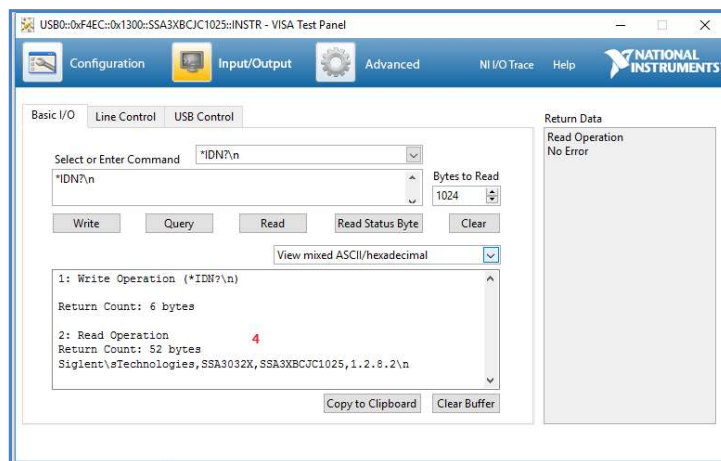 USB0::0xF4EC::0x1300::SSA3XBCJC1025::INSTR - VISA Test Panel
Configuration Input/Output Advanced NI I/O Trace Help NATIONAL INSTRUMENTS
Basic I/O Line Control USB Control
Select or Enter Command *IDN?\n
*IDN?\n
Bytes to Read
1024
Write Query Read Read Status Byte Clear
View mixed ASCII/hexadecimal
1: Write Operation (*IDN?\n)
Return Count: 6 bytes
2: Read Operation
4
Return Count: 52 bytes
Siglent\sTechnologies,SSA3032X,SSA3XBCJC1025,1.2.8.2\n
Copy to Clipboard Clear Buffer
Return Data
Read Operation
No Error